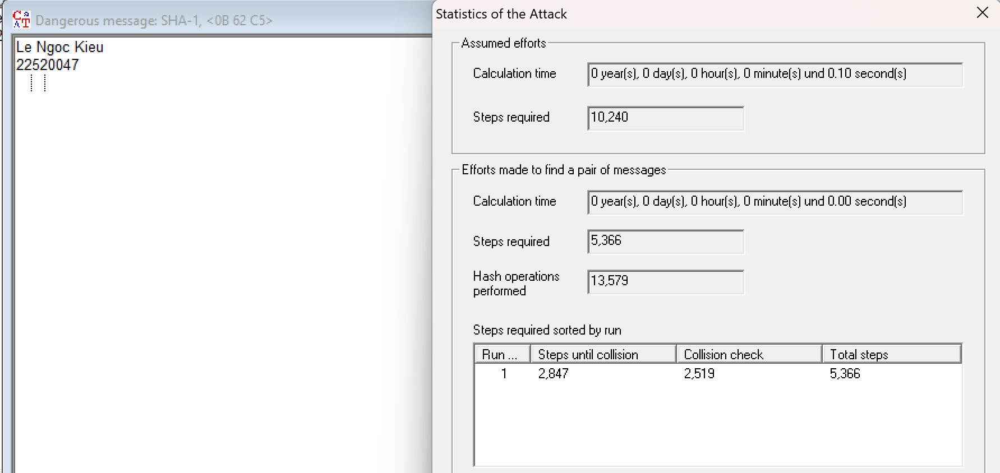 Dangerous message: SHA-1, <0B 62 C5>
Le Ngoc Kieu
22520047
Statistics of the Attack
Assumed efforts
Calculation time
0 year(s), 0 day(s), 0 hour(s), 0 minute(s) und 0.10 second(s)
Steps required
10,240
Efforts made to find a pair of messages
Calculation time
0 year(s), 0 day(s), 0 hour(s), 0 minute(s) und 0.00 second(s)
Steps required
5,366
Hash operations
performed
13,579
Steps required sorted by run
Run ... Steps until collision Collision check Total steps
1 2,847 2,519 5,366